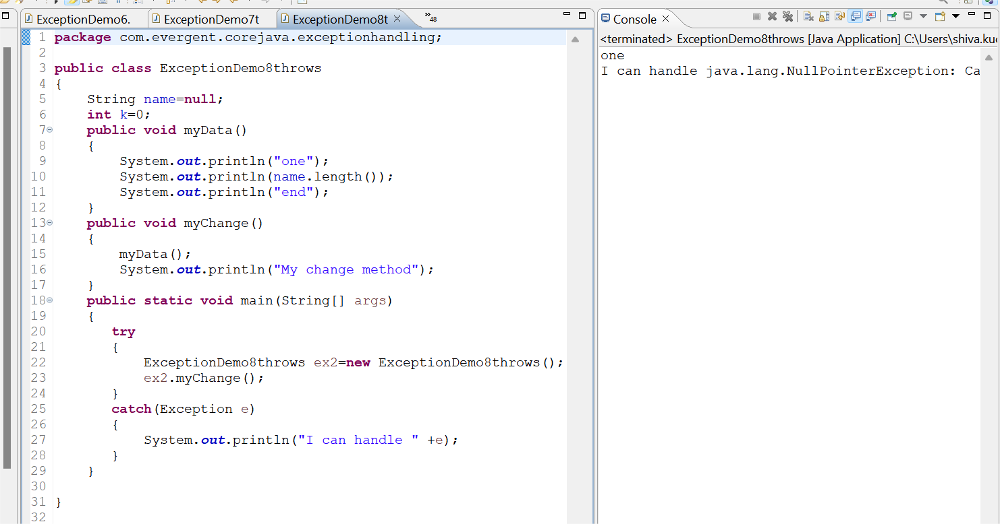 ExceptionDemo6.
ExceptionDemo7t
ExceptionDemo8t
»48
1 package com.evergent.corejava.exceptionhandling;
2
3 public class ExceptionDemo8throws
4 {
5 String name=null;
6 int k=0;
7 public void myData()
8 {
9 System.out.println("one");
10 System.out.println(name.length());
11 System.out.println("end");
12 }
13 public void myChange()
14 {
15 myData();
16 System.out.println("My change method");
17 }
18 public static void main(String[] args)
19 {
20 try
21 {
22 ExceptionDemo8throws ex2=new ExceptionDemo8throws();
23 ex2.myChange();
24 }
25 catch(Exception e)
26 {
27 System.out.println("I can handle " +e);
28 }
29 }
30
31 }
32
Console
<terminated> ExceptionDemo8throws [Java Application] C:\Users\shiva.kuc
one
I can handle java.lang.NullPointerException: Ca